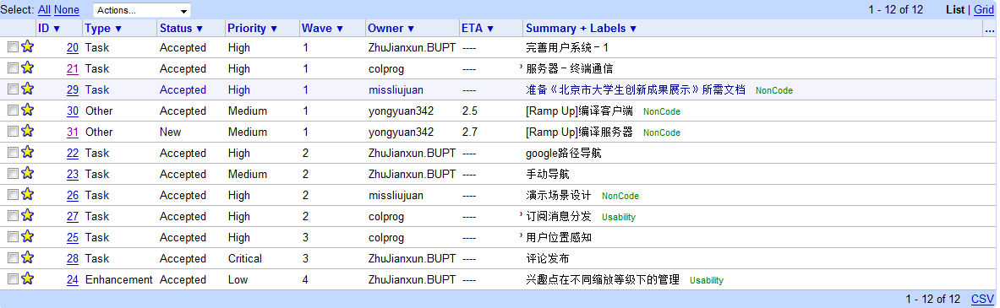 Select: All None Actions... 1 - 12 of 12 List | Grid
ID ▼ Type ▼ Status ▼ Priority ▼ Wave ▼ Owner ▼ ETA ▼ Summary + Labels ▼ ...
20 Task Accepted High 1 ZhuJianxun.BUPT ---- 完善用户系统－1
21 Task Accepted High 1 colprog ---- › 服务器－终端通信
29 Task Accepted High 1 missliujuan ---- 准备《北京市大学生创新成果展示》所需文档 NonCode
30 Other Accepted Medium 1 yongyuan342 2.5 [Ramp Up]编译客户端 NonCode
31 Other New Medium 1 yongyuan342 2.7 [Ramp Up]编译服务器 NonCode
22 Task Accepted High 2 ZhuJianxun.BUPT ---- google路径导航
23 Task Accepted Medium 2 ZhuJianxun.BUPT ---- 手动导航
26 Task Accepted High 2 missliujuan ---- 演示场景设计 NonCode
27 Task Accepted High 2 colprog ---- › 订阅消息分发 Usability
25 Task Accepted High 3 colprog ---- › 用户位置感知
28 Task Accepted Critical 3 ZhuJianxun.BUPT ---- 评论发布
24 Enhancement Accepted Low 4 ZhuJianxun.BUPT ---- 兴趣点在不同缩放等级下的管理 Usability
1 - 12 of 12 CSV